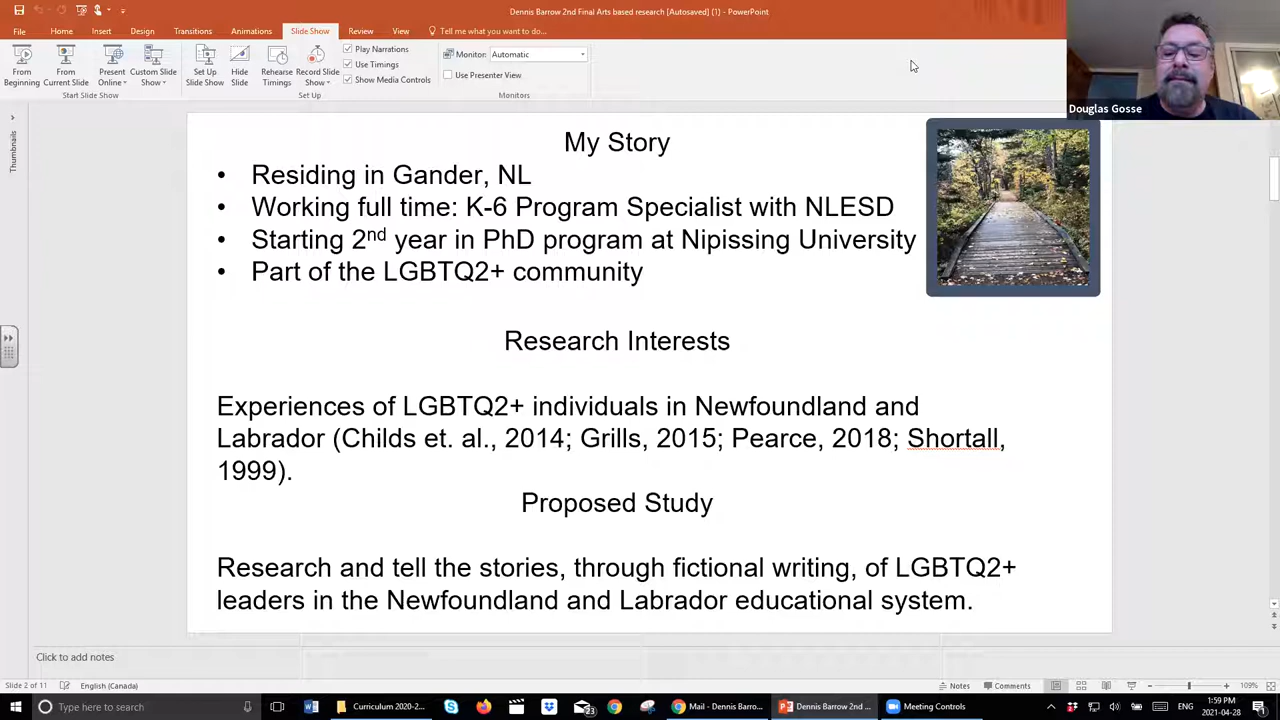 Dennis Barrow 2nd Final Arts based research [Autosaved] (1) - PowerPoint
File Home Insert Design Transitions Animations Slide Show Review View Tell me what you want to do...
From Beginning
From Current Slide
Present Online
Custom Slide Show
Set Up Slide Show
Hide Slide
Rehearse Timings
Record Slide Show
Play Narrations
Use Timings
Show Media Controls
Monitor: Automatic
Use Presenter View
Start Slide Show
Set Up
Monitors
Douglas Gosse
Thumbnails
My Story
• Residing in Gander, NL
• Working full time: K-6 Program Specialist with NLESD
• Starting 2nd year in PhD program at Nipissing University
• Part of the LGBTQ2+ community
Research Interests
Experiences of LGBTQ2+ individuals in Newfoundland and
Labrador (Childs et. al., 2014; Grills, 2015; Pearce, 2018; Shortall,
1999).
Proposed Study
Research and tell the stories, through fictional writing, of LGBTQ2+
leaders in the Newfoundland and Labrador educational system.
Click to add notes
Slide 2 of 11 English (Canada) Notes Comments 109%
Type here to search Curriculum 2020-2... 23 Mail - Denis Barro... Dennis Barrow 2nd ... Meeting Controls ENG 1:59 PM
2021-04-28